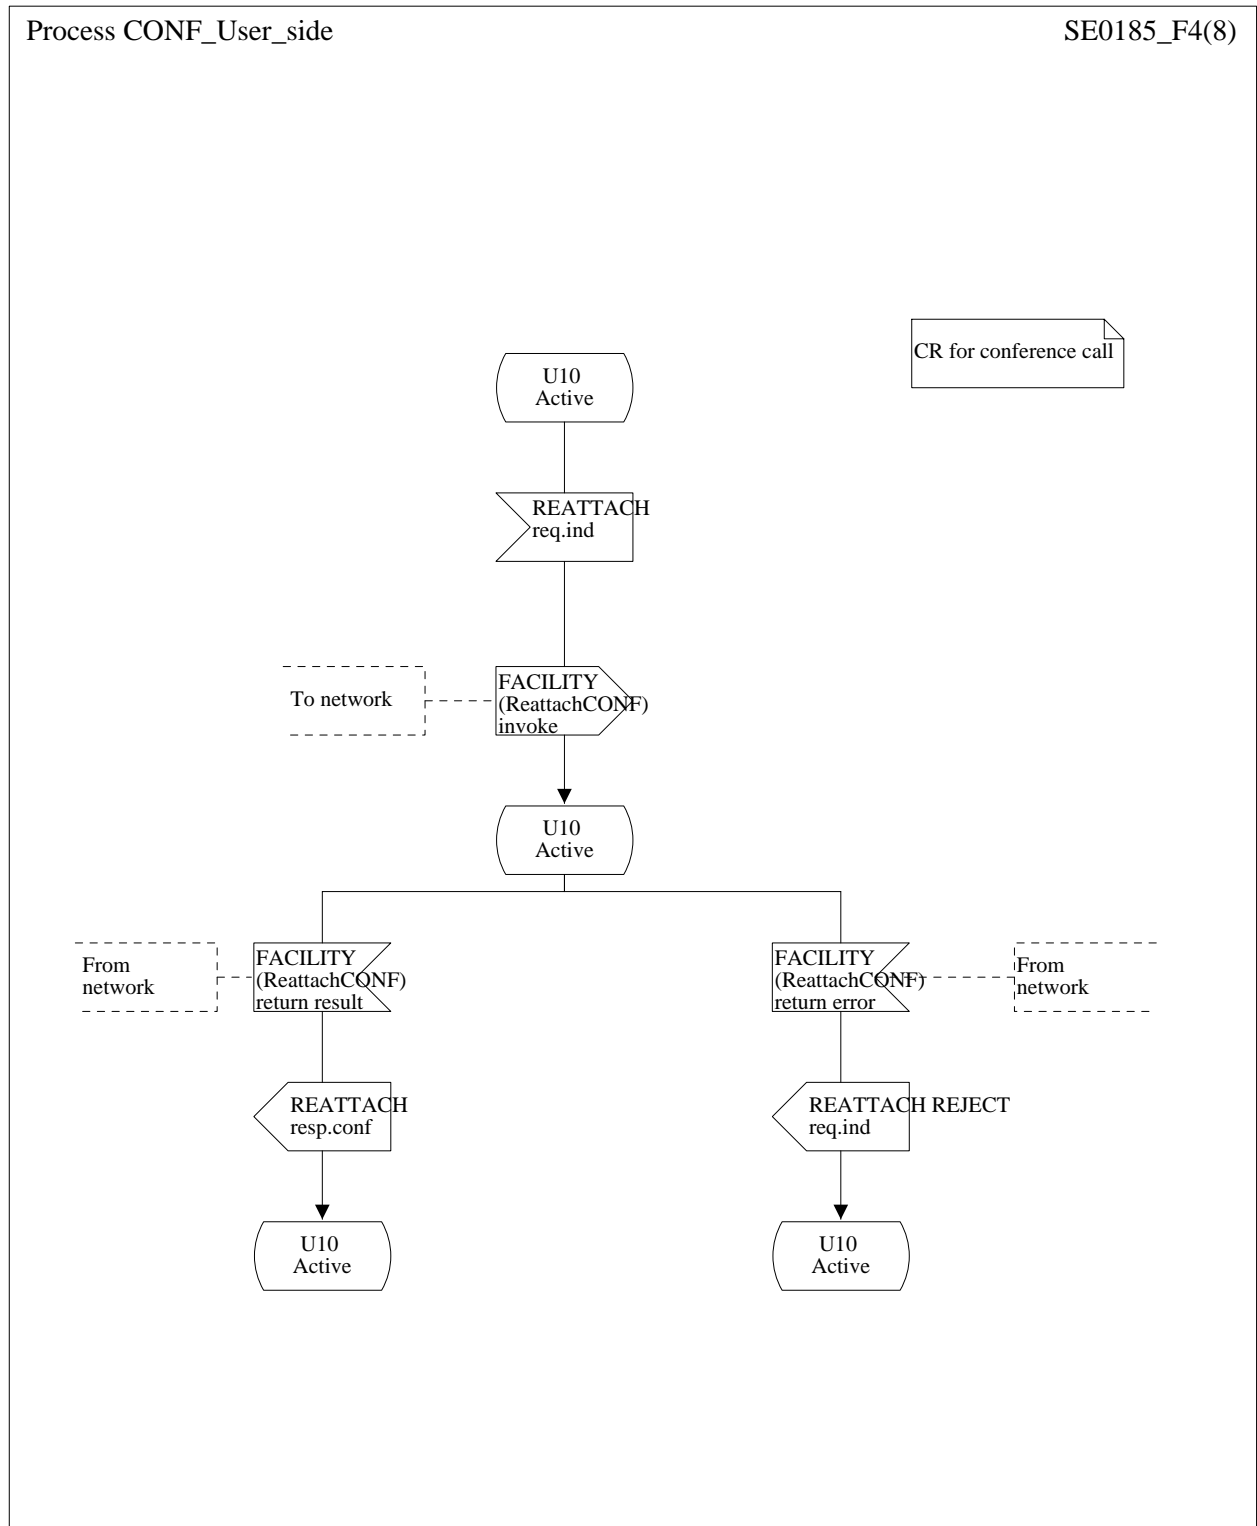 Process CONF_User_side
SE0185_F4(8)
CR for conference call
U10
Active
REATTACH
req.ind
To network
FACILITY
(ReattachCONF)
invoke
U10
Active
From
network
FACILITY
(ReattachCONF)
return result
FACILITY
(ReattachCONF)
return error
From
network
REATTACH
resp.conf
REATTACH REJECT
req.ind
U10
Active
U10
Active